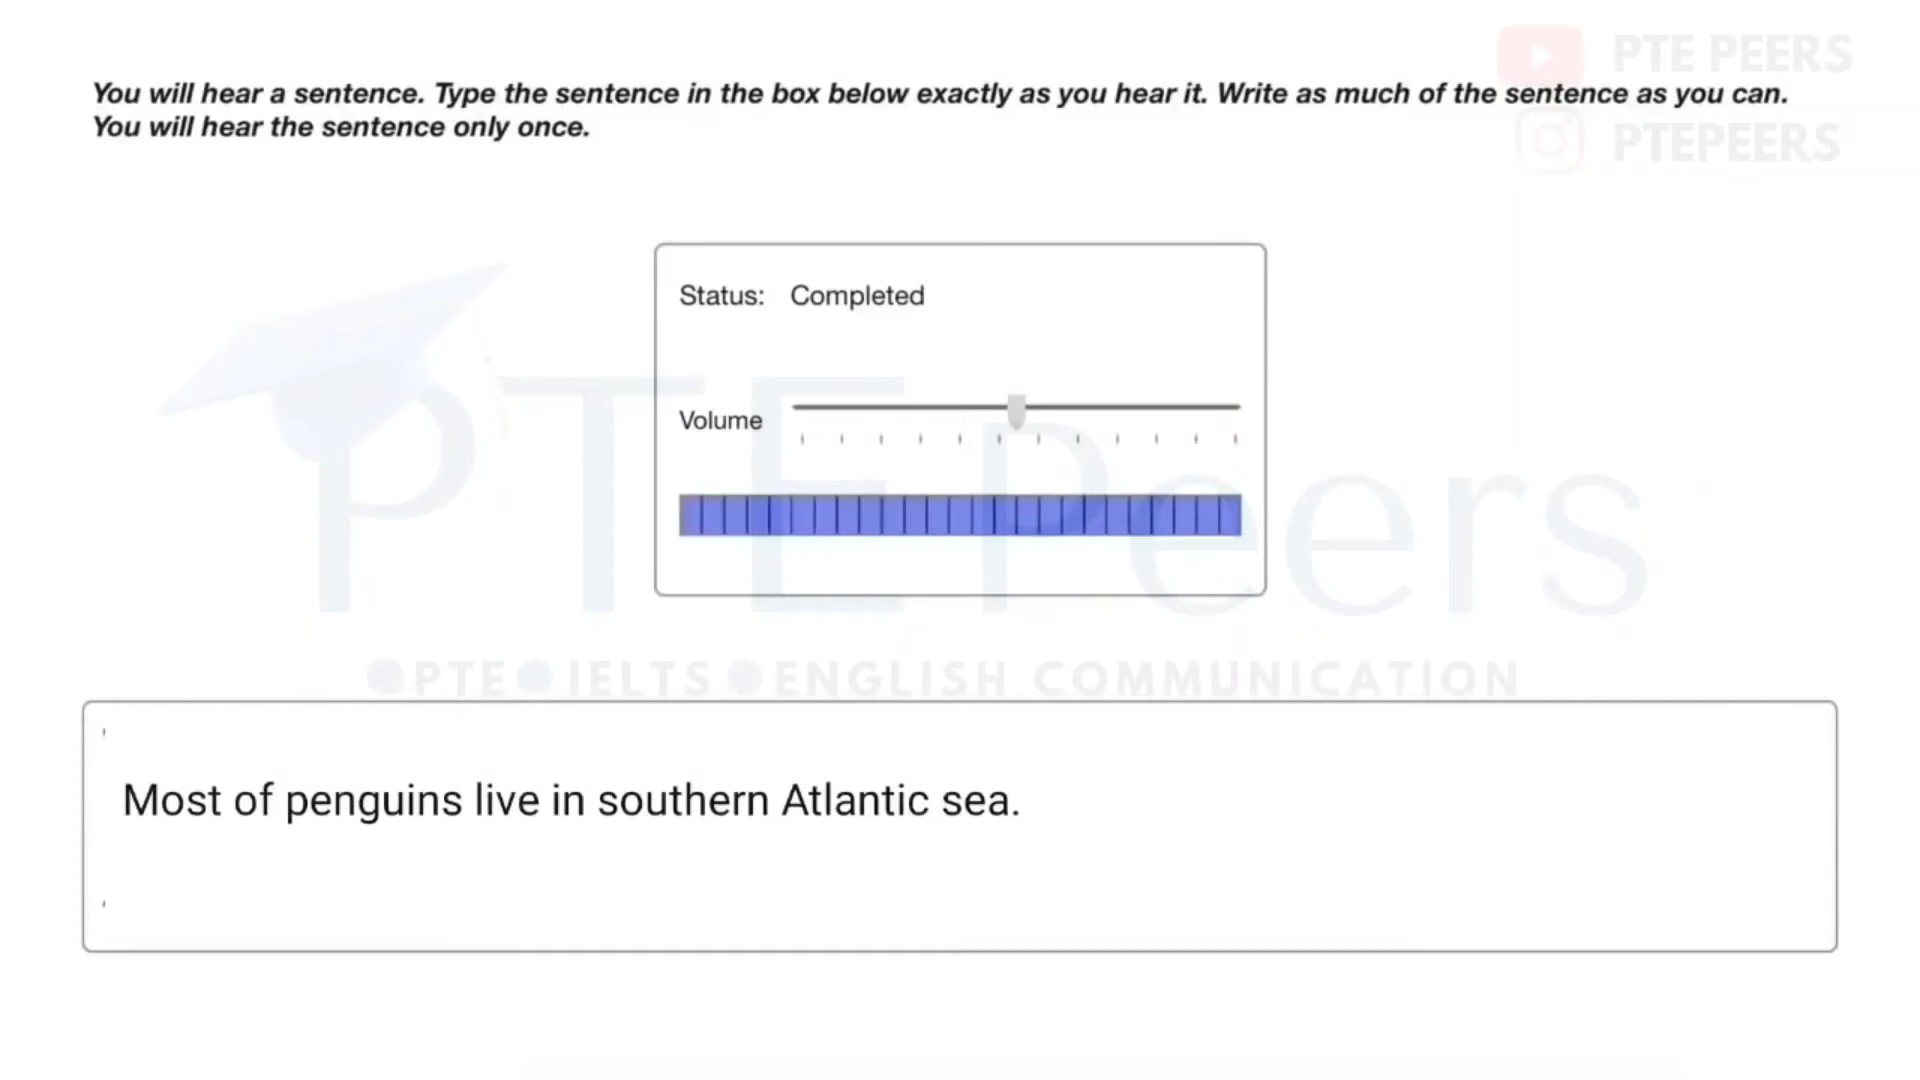 PTE PEERS
You will hear a sentence. Type the sentence in the box below exactly as you hear it. Write as much of the sentence as you can.
You will hear the sentence only once.
PTEPEERS
Status: Completed
Volume
PTE Peers
PTE IELTS ENGLISH COMMUNICATION
Most of penguins live in southern Atlantic sea.